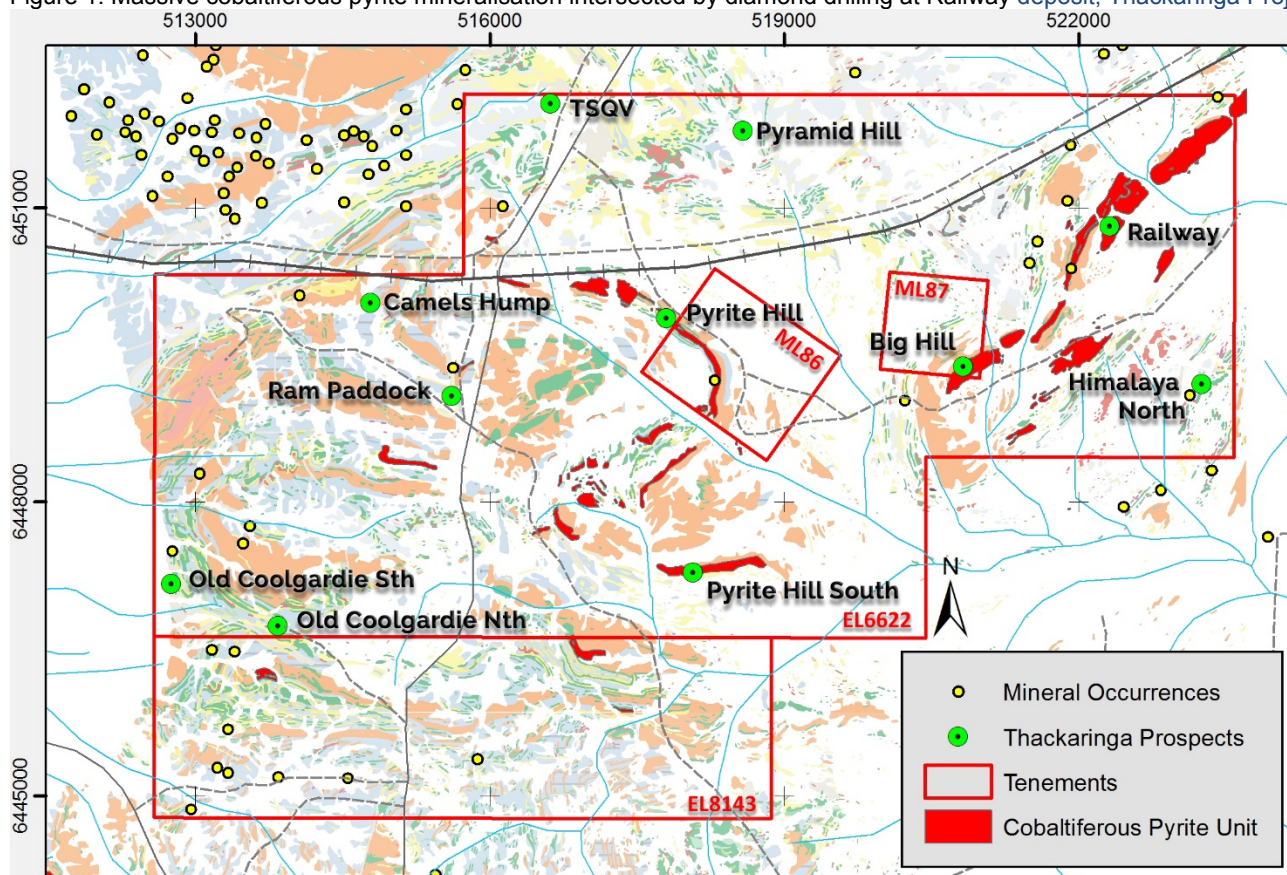 Figure 1: Massive cobaltiferous pyrite mineralisation intersected by diamond drilling at Railway deposit, Thackaringa Proj
513000 516000 519000 522000
6451000
6448000
6445000
TSQV
Pyramid Hill
Railway
Camels Hump
Pyrite Hill
ML86
ML87
Big Hill
Ram Paddock
Himalaya
North
Old Coolgardie Sth
Pyrite Hill South
Old Coolgardie Nth
EL6622
N
EL8143
Mineral Occurrences
Thackaringa Prospects
Tenements
Cobaltiferous Pyrite Unit